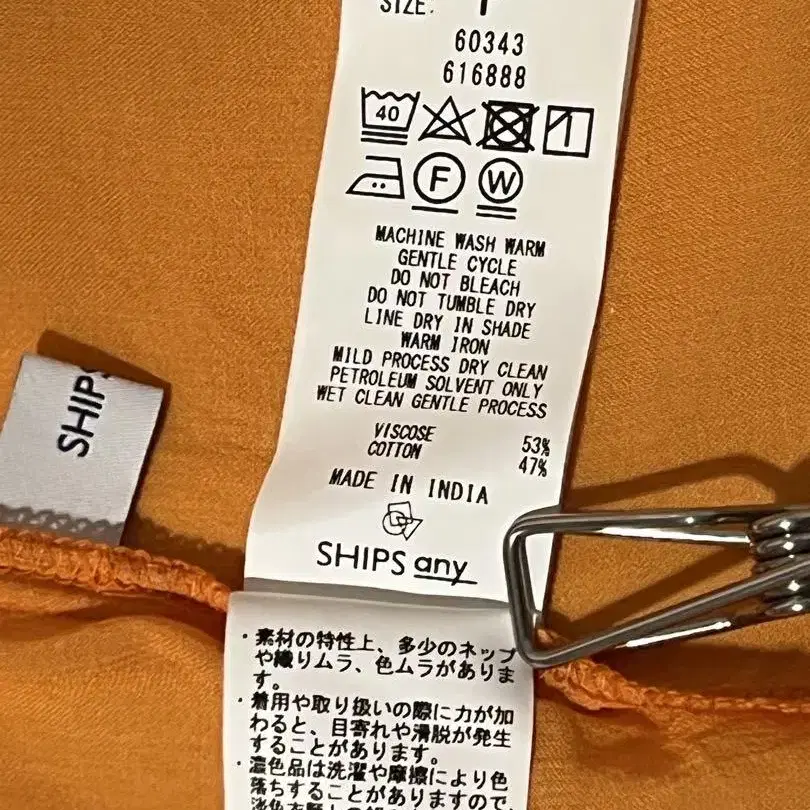 SIZE:
60343
616888
40
F
W
MACHINE WASH WARM
GENTLE CYCLE
DO NOT BLEACH
DO NOT TUMBLE DRY
LINE DRY IN SHADE
WARM IRON
MILD PROCESS DRY CLEAN
PETROLEUM SOLVENT ONLY
WET CLEAN GENTLE PROCESS
VISCOSE 53%
COTTON 47%
MADE IN INDIA
SHIPS any
SHIPS
・素材の特性上、多少のネップ
や織りムラ、色ムラがありま
す。
・着用や取り扱いの際に力が加
わると、目寄れや滑脱が発生
することがあります。
・濃色品は洗濯や摩擦により色
落ちすることがありますので、